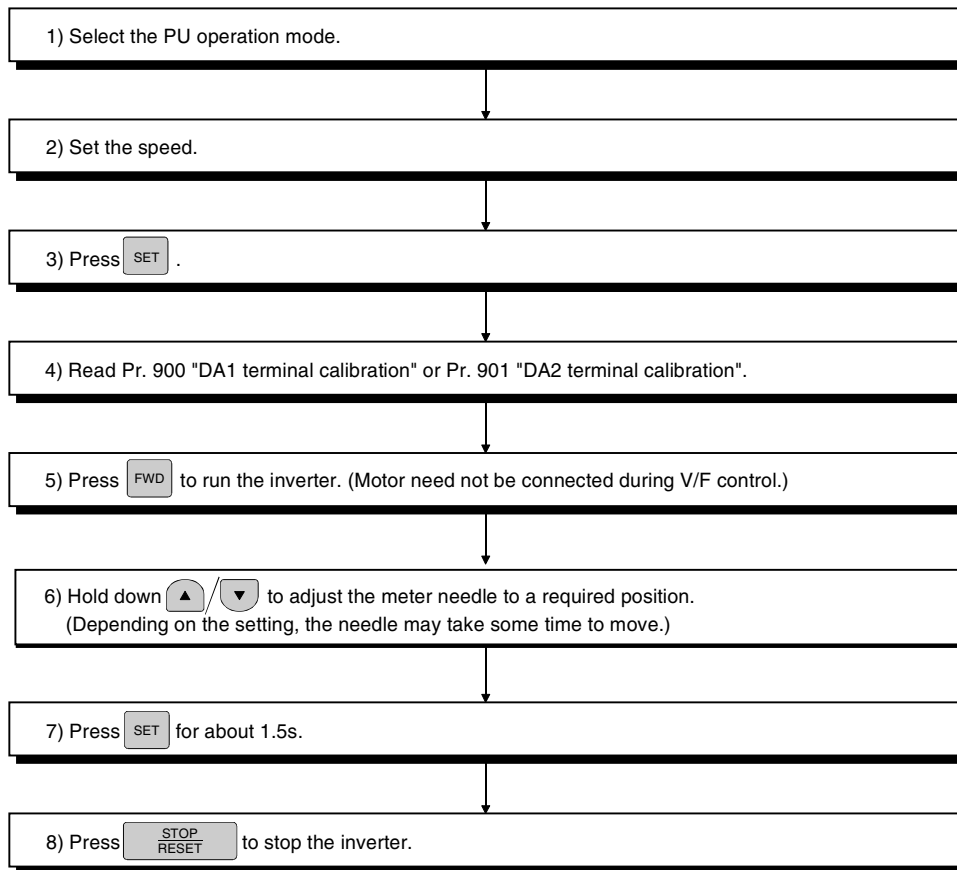 1) Select the PU operation mode.
2) Set the speed.
3) Press SET .
4) Read Pr. 900 "DA1 terminal calibration" or Pr. 901 "DA2 terminal calibration".
5) Press FWD to run the inverter. (Motor need not be connected during V/F control.)
6) Hold down ▲/▼ to adjust the meter needle to a required position.
(Depending on the setting, the needle may take some time to move.)
7) Press SET for about 1.5s.
8) Press STOP RESET to stop the inverter.